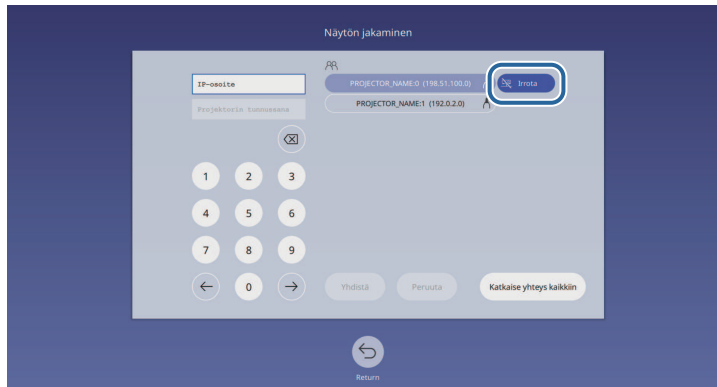 Näytön jakaminen
IP-osoite
Projektorin tunnussana
PROJECTOR_NAME:0 (198.51.100.0)
Irrota
PROJECTOR_NAME:1 (192.0.2.0)
1 2 3
4 5 6
7 8 9
0
Yhdistä
Peruuta
Katkaise yhteys kaikkiin
Return